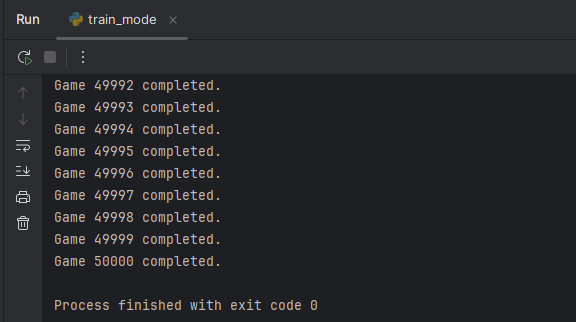 Run train_mode
Game 49992 completed.
Game 49993 completed.
Game 49994 completed.
Game 49995 completed.
Game 49996 completed.
Game 49997 completed.
Game 49998 completed.
Game 49999 completed.
Game 50000 completed.
Process finished with exit code 0